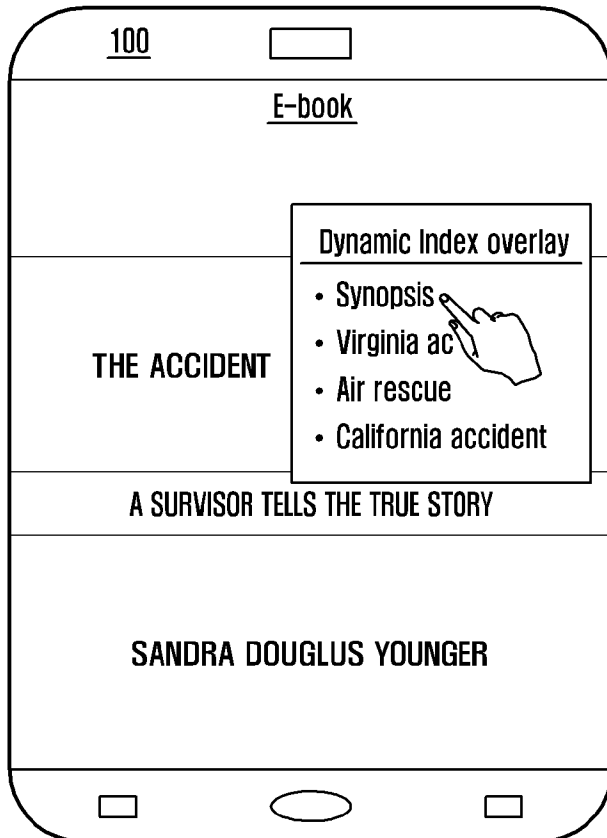 100
E-book
Dynamic Index overlay
• Synopsis
• Virginia ac
• Air rescue
• California accident
THE ACCIDENT
A SURVISOR TELLS THE TRUE STORY
SANDRA DOUGLUS YOUNGER